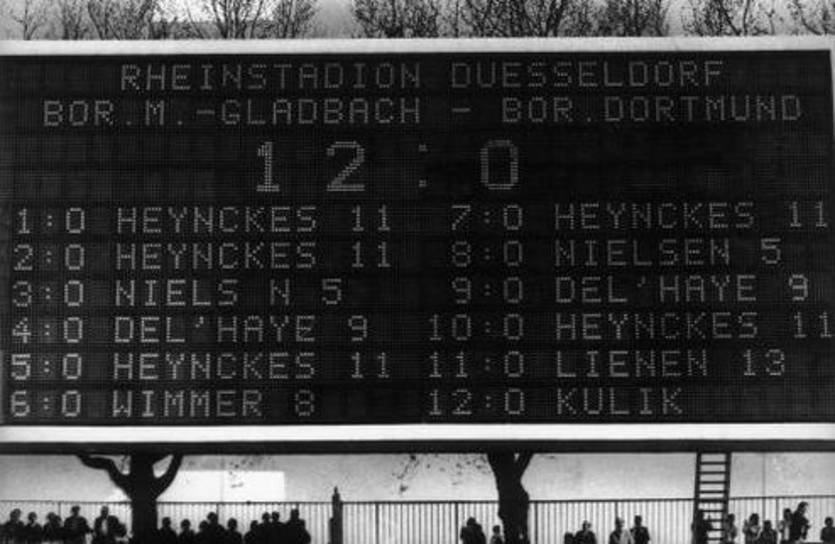 RHEINSTADION DUESSELDORF
BOR.M.-GLADBACH - BOR.DORTMUND
12:0
1:0 HEYNCKES 11 7:0 HEYNCKES 11
2:0 HEYNCKES 11 8:0 NIELSEN 5
3:0 NIELS N 5 9:0 DEL'HAYE 9
4:0 DEL'HAYE 9 10:0 HEYNCKES 11
5:0 HEYNCKES 11 11:0 LIENEN 13
6:0 WIMMER 8 12:0 KULIK